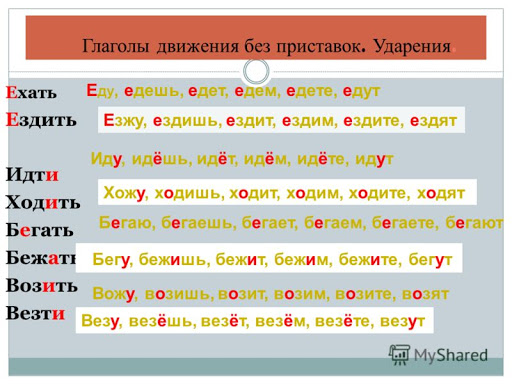 Глаголы движения без приставок. Ударения.
Ехать
Еду, едешь, едет, едем, едете, едут
Ездить
Езжу, ездишь, ездит, ездим, ездите, ездят
Идти
Иду, идёшь, идёт, идём, идёте, идут
Ходить
Хожу, ходишь, ходит, ходим, ходите, ходят
Бегать
Бегаю, бегаешь, бегает, бегаем, бегаете, бегают
Бежать
Бегу, бежишь, бежит, бежим, бежите, бегут
Возить
Вожу, возишь, возит, возим, возите, возят
Везти
Везу, везёшь, везёт, везём, везёте, везут
MyShared